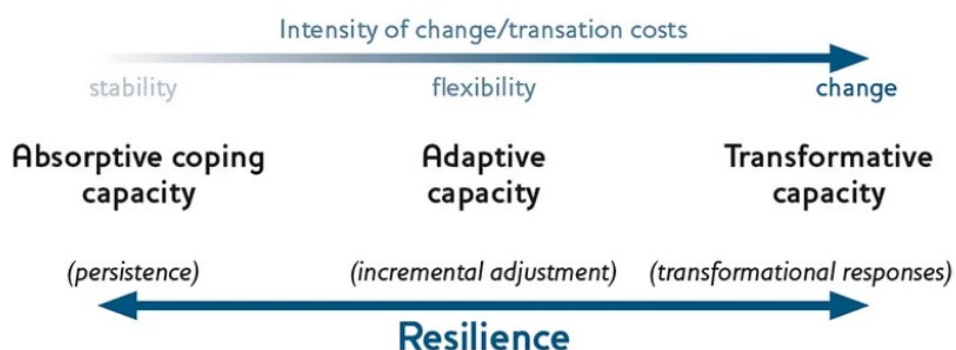 Intensity of change/transation costs
stability flexibility change
Absorptive coping Adaptive Transformative
capacity capacity capacity
(persistence) (incremental adjustment) (transformational responses)
Resilience